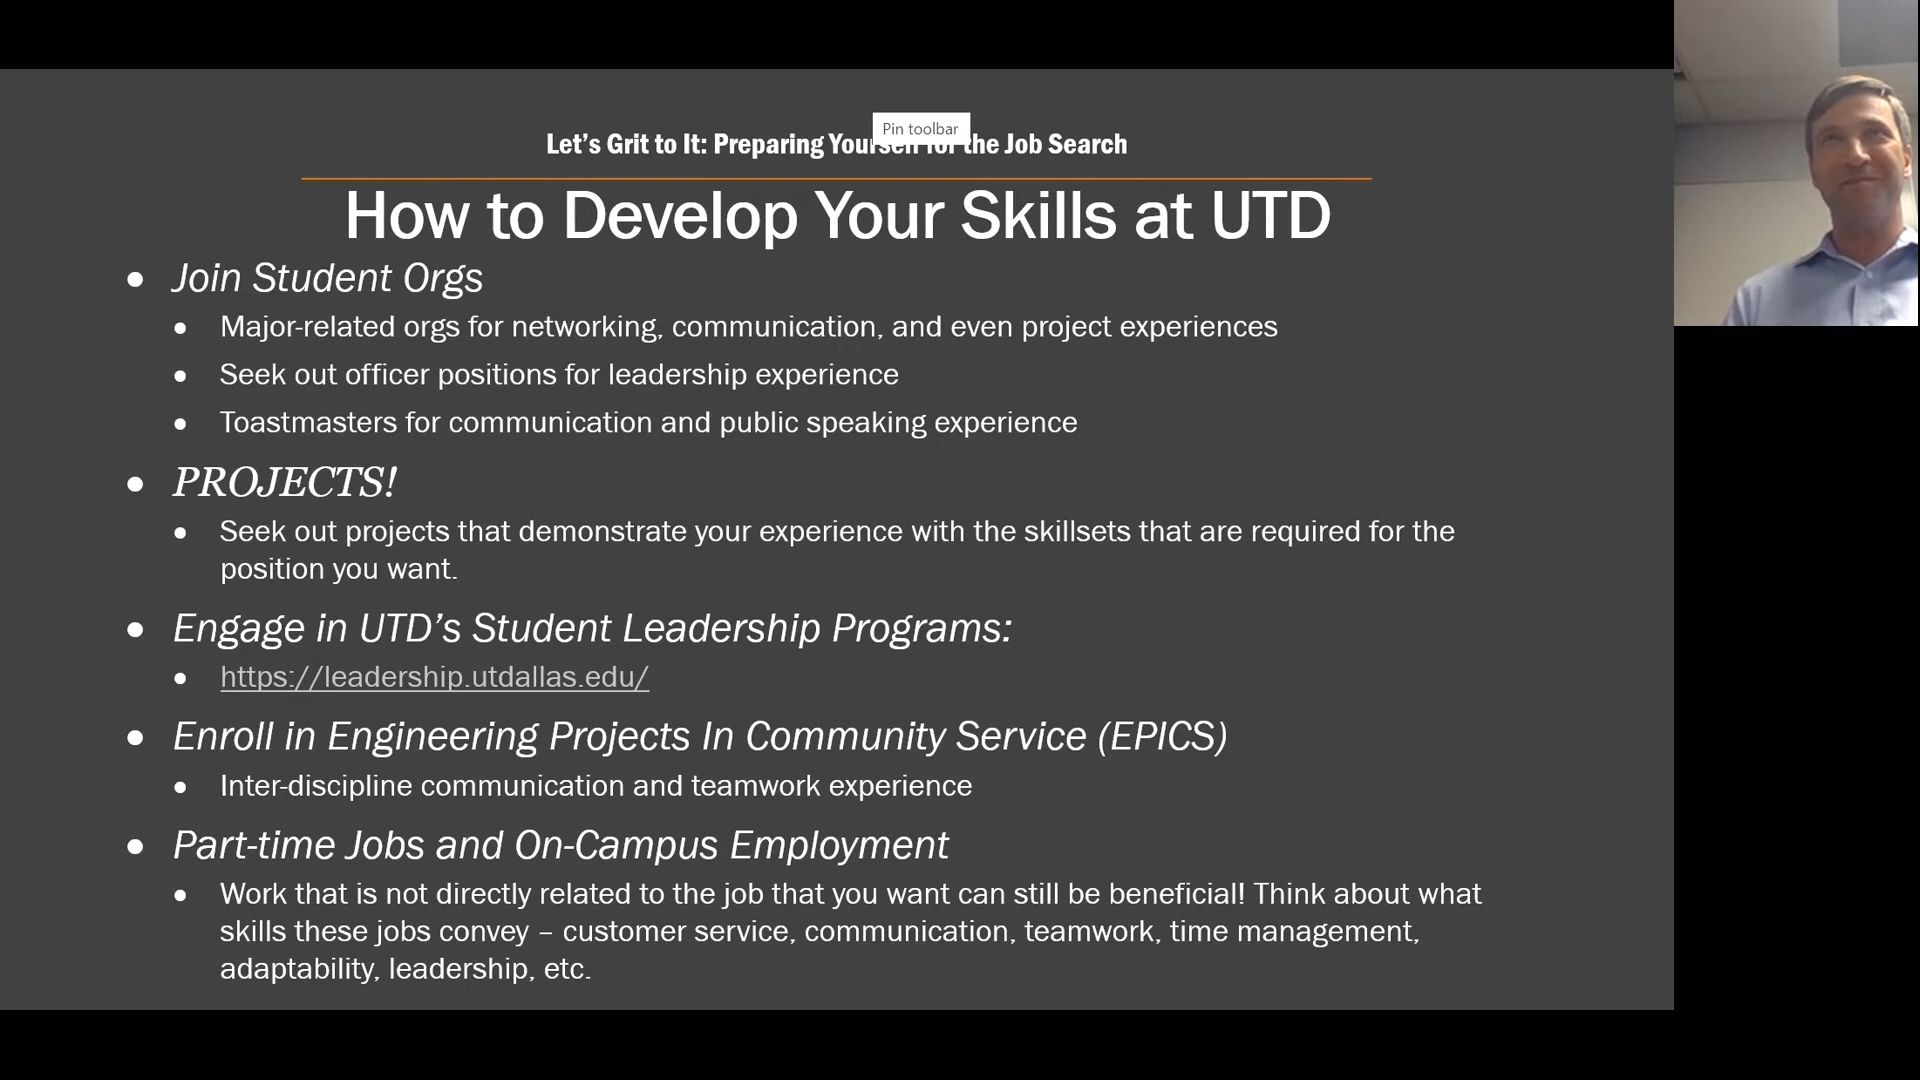 Pin toolbar
Let’s Grit to It: Preparing Yourself for the Job Search
How to Develop Your Skills at UTD
• Join Student Orgs
• Major-related orgs for networking, communication, and even project experiences
• Seek out officer positions for leadership experience
• Toastmasters for communication and public speaking experience
• PROJECTS!
• Seek out projects that demonstrate your experience with the skillsets that are required for the
position you want.
• Engage in UTD’s Student Leadership Programs:
• https://leadership.utdallas.edu/
• Enroll in Engineering Projects In Community Service (EPICS)
• Inter-discipline communication and teamwork experience
• Part-time Jobs and On-Campus Employment
• Work that is not directly related to the job that you want can still be beneficial! Think about what
skills these jobs convey – customer service, communication, teamwork, time management,
adaptability, leadership, etc.